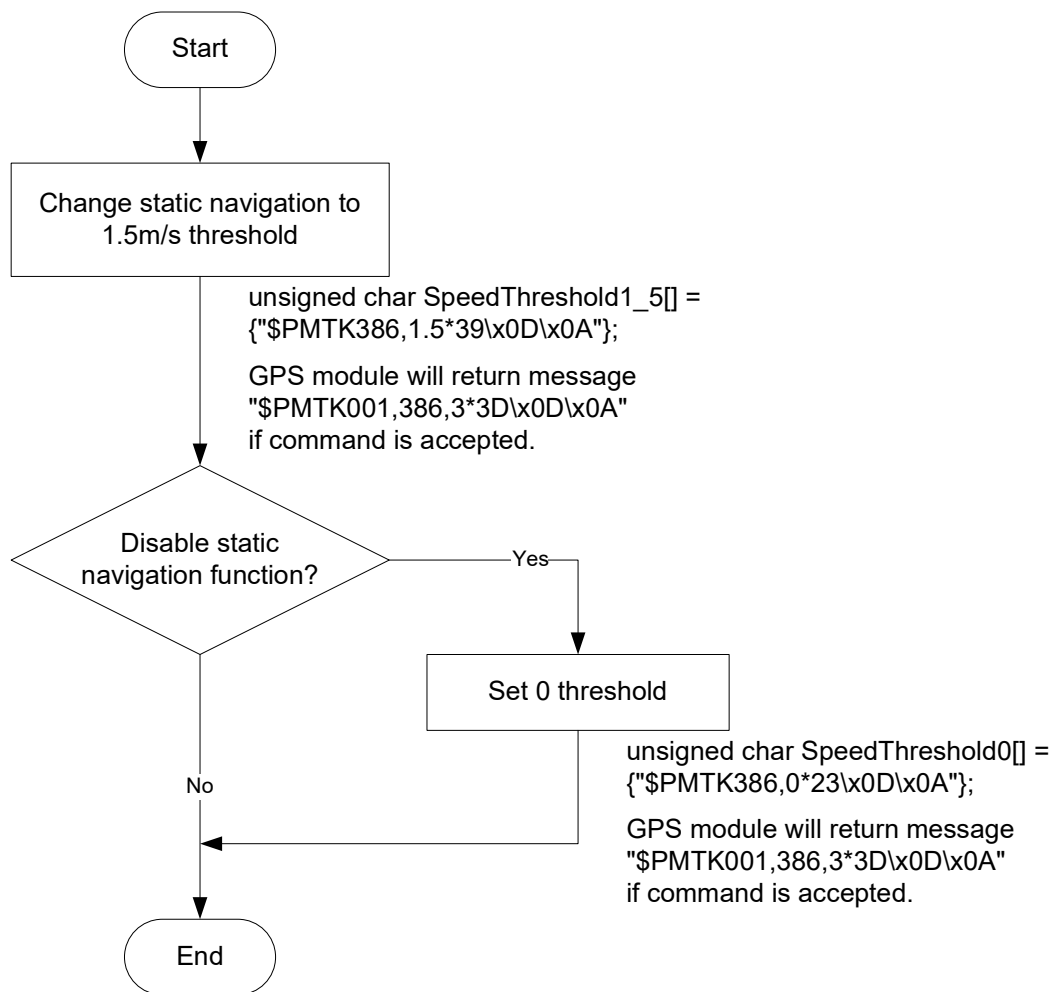 Start
Change static navigation to
1.5m/s threshold
unsigned char SpeedThreshold1_5[] =
{"$PMTK386,1.5*39\x0D\x0A"};
GPS module will return message
"$PMTK001,386,3*3D\x0D\x0A"
if command is accepted.
Disable static
navigation function?
Yes
Set 0 threshold
unsigned char SpeedThreshold0[] =
{"$PMTK386,0*23\x0D\x0A"};
No
GPS module will return message
"$PMTK001,386,3*3D\x0D\x0A"
if command is accepted.
End